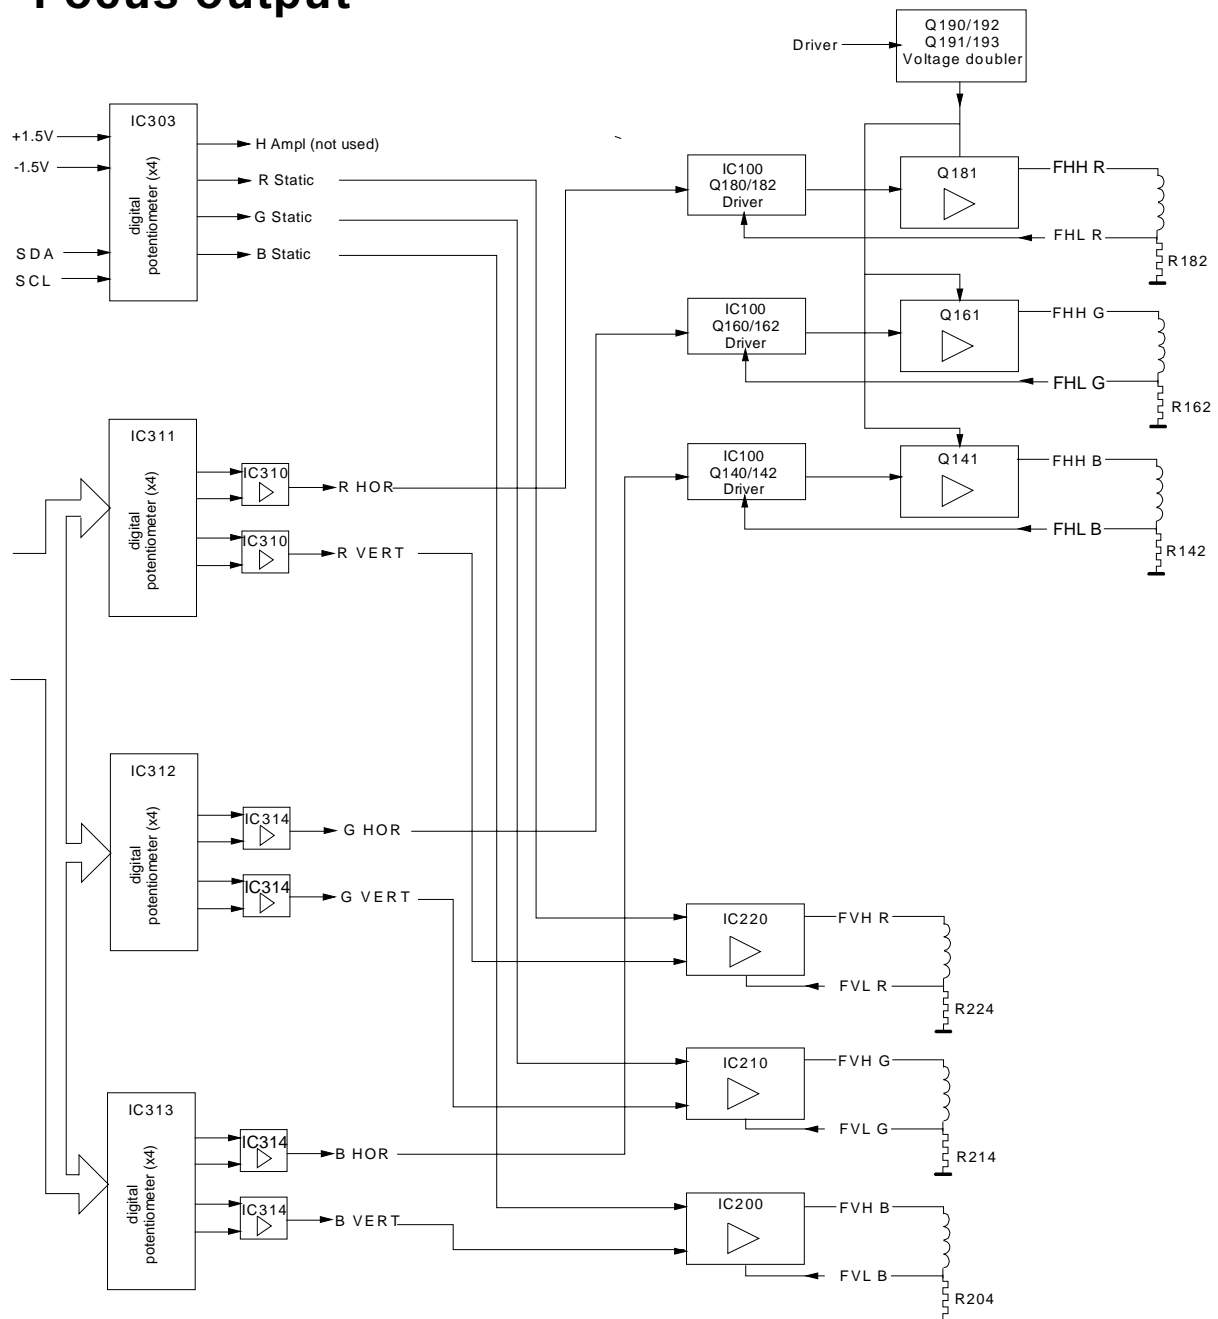 Focus output
Q190/192
Q191/193
Voltage doubler
Driver
IC303
digital
potentiometer (x4)
+1.5V
-1.5V
SDA
SCL
H Ampl (not used)
R Static
G Static
B Static
IC100
Q180/182
Driver
Q181
FHH R
FHL R
R182
IC100
Q160/162
Driver
Q161
FHH G
FHL G
R162
IC100
Q140/142
Driver
Q141
FHH B
FHL B
R142
IC311
digital
potentiometer (x4)
IC310
R HOR
IC310
R VERT
IC312
digital
potentiometer (x4)
IC314
G HOR
IC314
G VERT
IC220
FVH R
FVL R
R224
IC210
FVH G
FVL G
R214
IC313
digital
potentiometer (x4)
IC314
B HOR
IC314
B VERT
IC200
FVH B
FVL B
R204